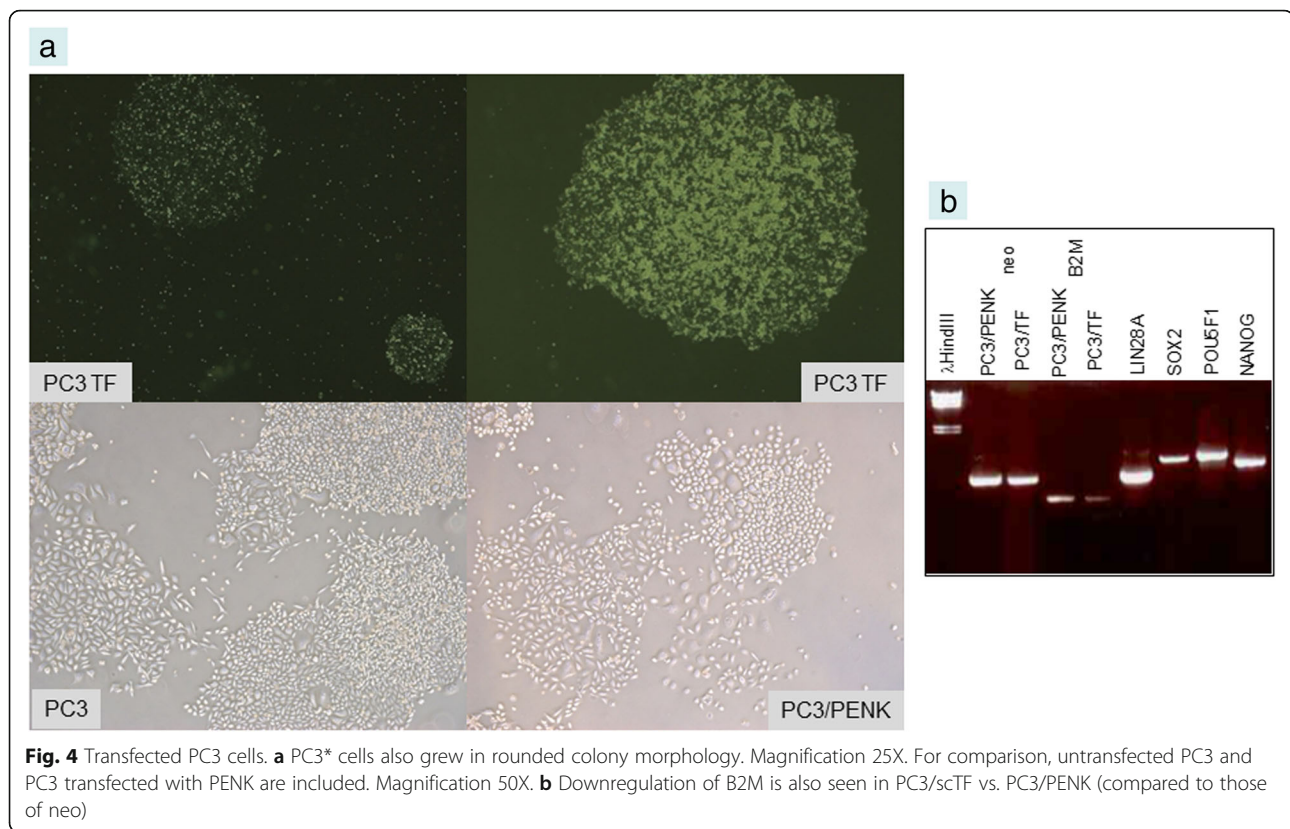 a
PC3 TF
PC3 TF
PC3
PC3/PENK
b
λHindIII
PC3/PENK
PC3/TF
neo
PC3/PENK
PC3/TF
B2M
LIN28A
SOX2
POU5F1
NANOG
Fig. 4 Transfected PC3 cells. a PC3* cells also grew in rounded colony morphology. Magnification 25X. For comparison, untransfected PC3 and
PC3 transfected with PENK are included. Magnification 50X. b Downregulation of B2M is also seen in PC3/scTF vs. PC3/PENK (compared to those
of neo)